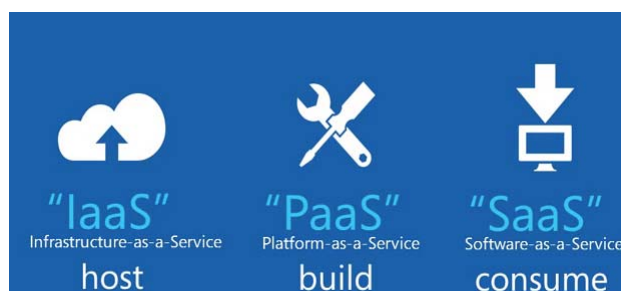 “IaaS”
Infrastructure-as-a-Service
host
“PaaS”
Platform-as-a-Service
build
“SaaS”
Software-as-a-Service
consume